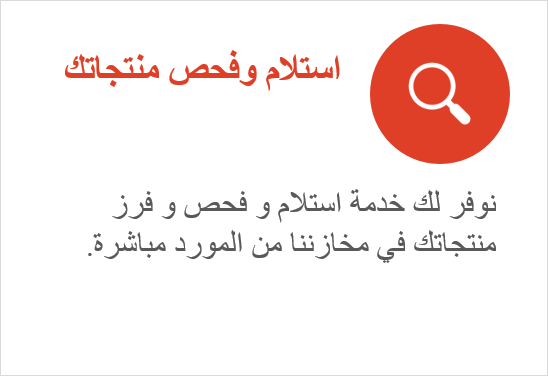 استلام وفحص منتجاتك
نوفر لك خدمة استلام و فحص و فرز
منتجاتك في مخازننا من المورد مباشرة.